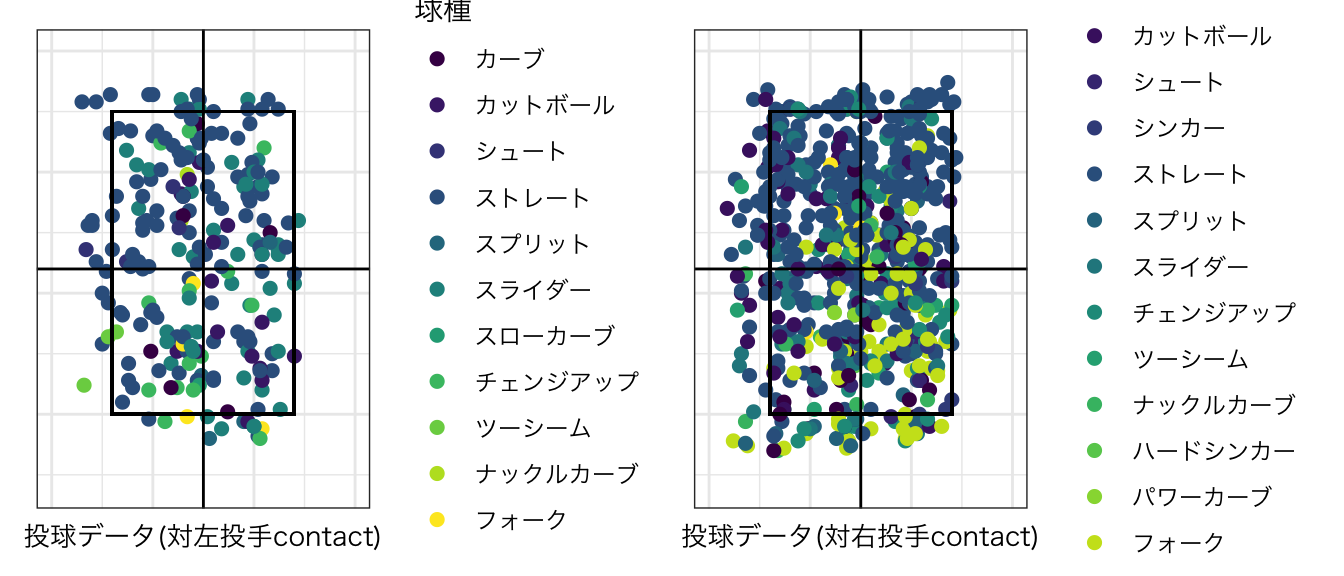 球種
カーブ
カットボール
シュート
ストレート
スプリット
スライダー
スローカーブ
チェンジアップ
ツーシーム
ナックルカーブ
フォーク
投球データ(対左投手contact)
カットボール
シュート
シンカー
ストレート
スプリット
スライダー
チェンジアップ
ツーシーム
ナックルカーブ
ハードシンカー
パワーカーブ
フォーク
投球データ(対右投手contact)